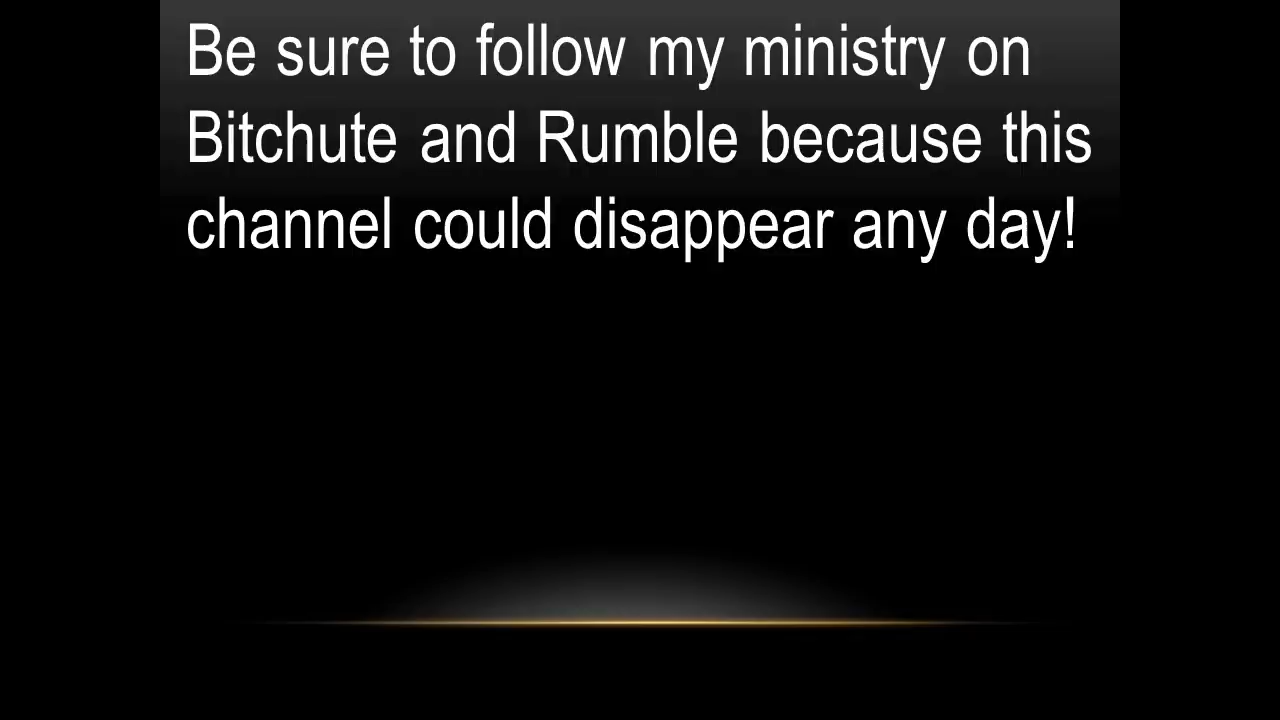 Be sure to follow my ministry on
Bitchute and Rumble because this
channel could disappear any day!